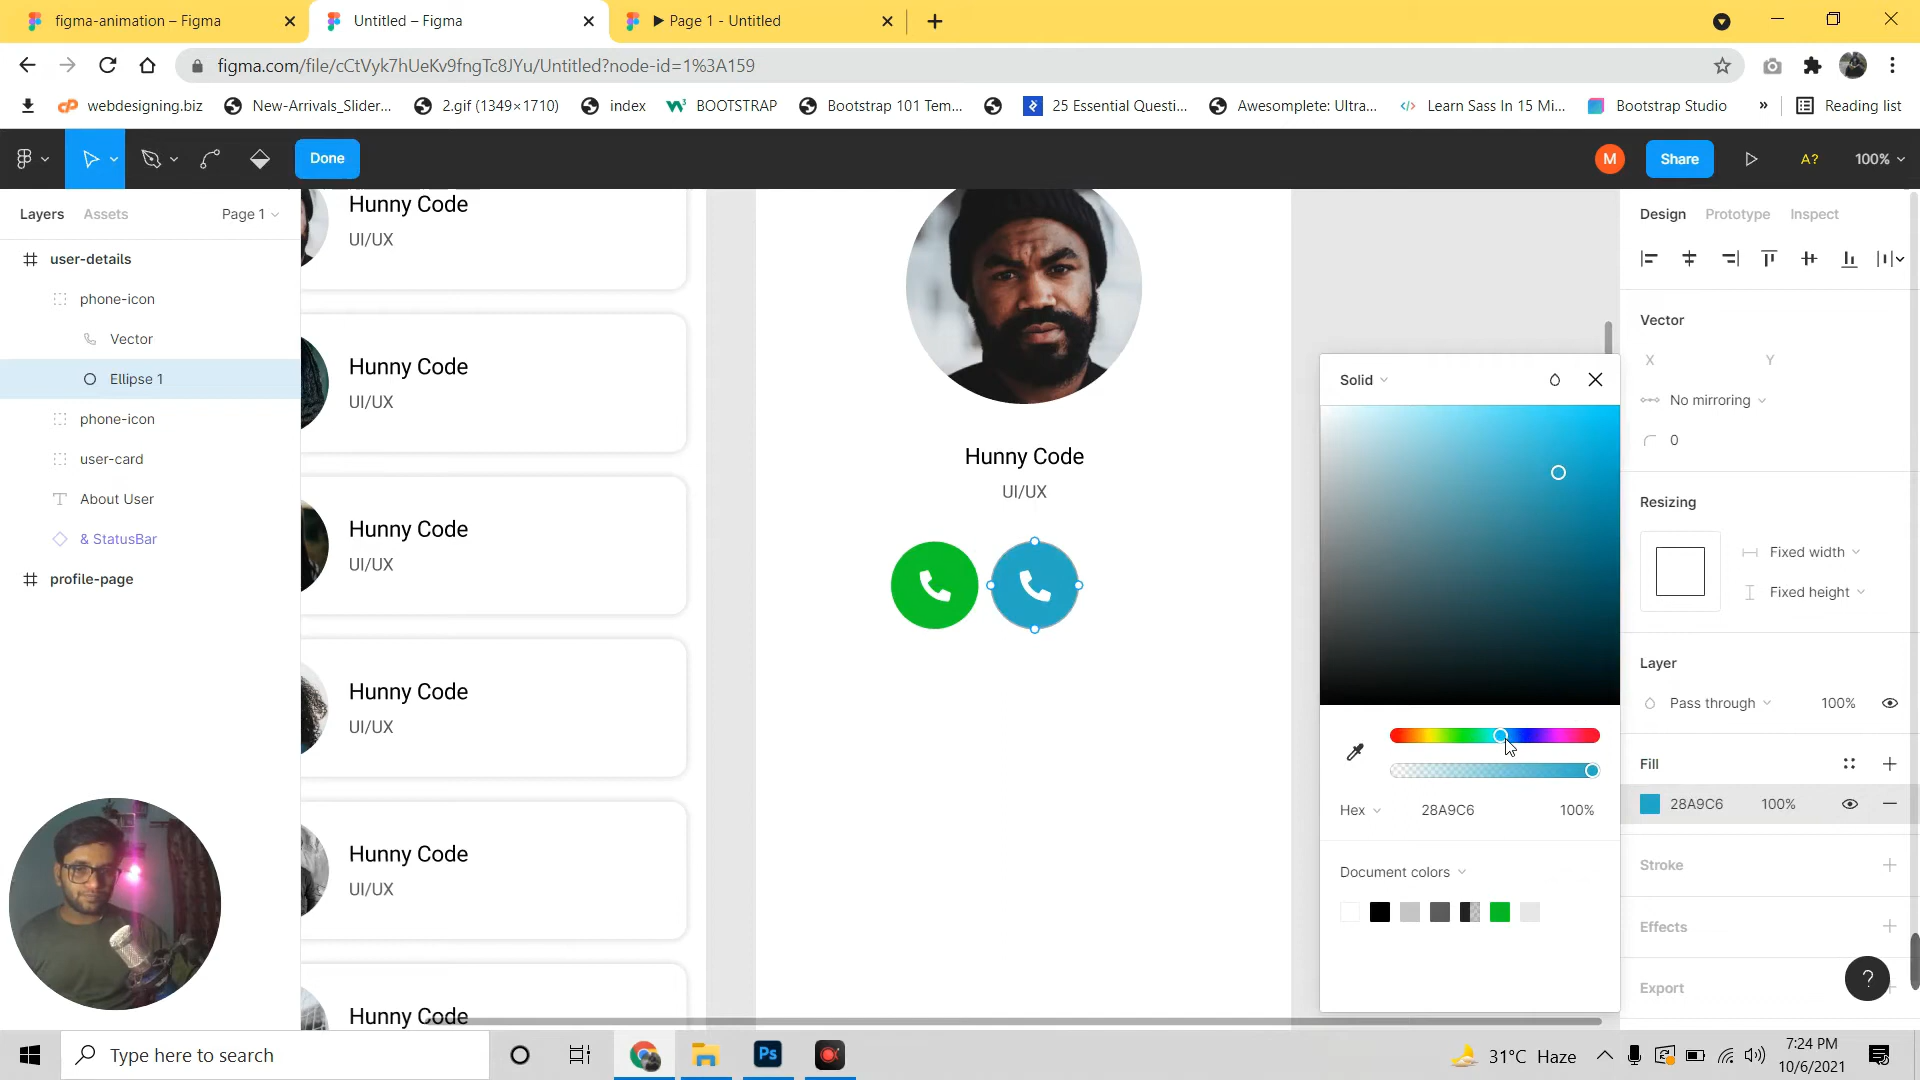 figma-animation – Figma
Untitled – Figma
▶ Page 1 - Untitled
figma.com/file/cCtVyk7hUeKv9fngTc8JYu/Untitled?node-id=1%3A159
webdesigning.biz
New-Arrivals_Slider...
2.gif (1349×1710)
index
BOOTSTRAP
Bootstrap 101 Tem...
25 Essential Questi...
Awesomplete: Ultra...
Learn Sass In 15 Mi...
Bootstrap Studio
»
Reading list
Done
M
Share
A?
100%
Layers
Assets
Page 1
user-details
phone-icon
Vector
Ellipse 1
phone-icon
user-card
About User
& StatusBar
profile-page
Hunny Code
UI/UX
Hunny Code
UI/UX
Hunny Code
UI/UX
Hunny Code
UI/UX
Hunny Code
UI/UX
Hunny Code
Hunny Code
UI/UX
Solid
Hex
28A9C6
100%
Document colors
Design
Prototype
Inspect
Vector
X
Y
No mirroring
0
Resizing
Fixed width
Fixed height
Layer
Pass through
100%
Fill
28A9C6
100%
Stroke
Effects
Export
?
Type here to search
Ps
31°C Haze
7:24 PM
10/6/2021